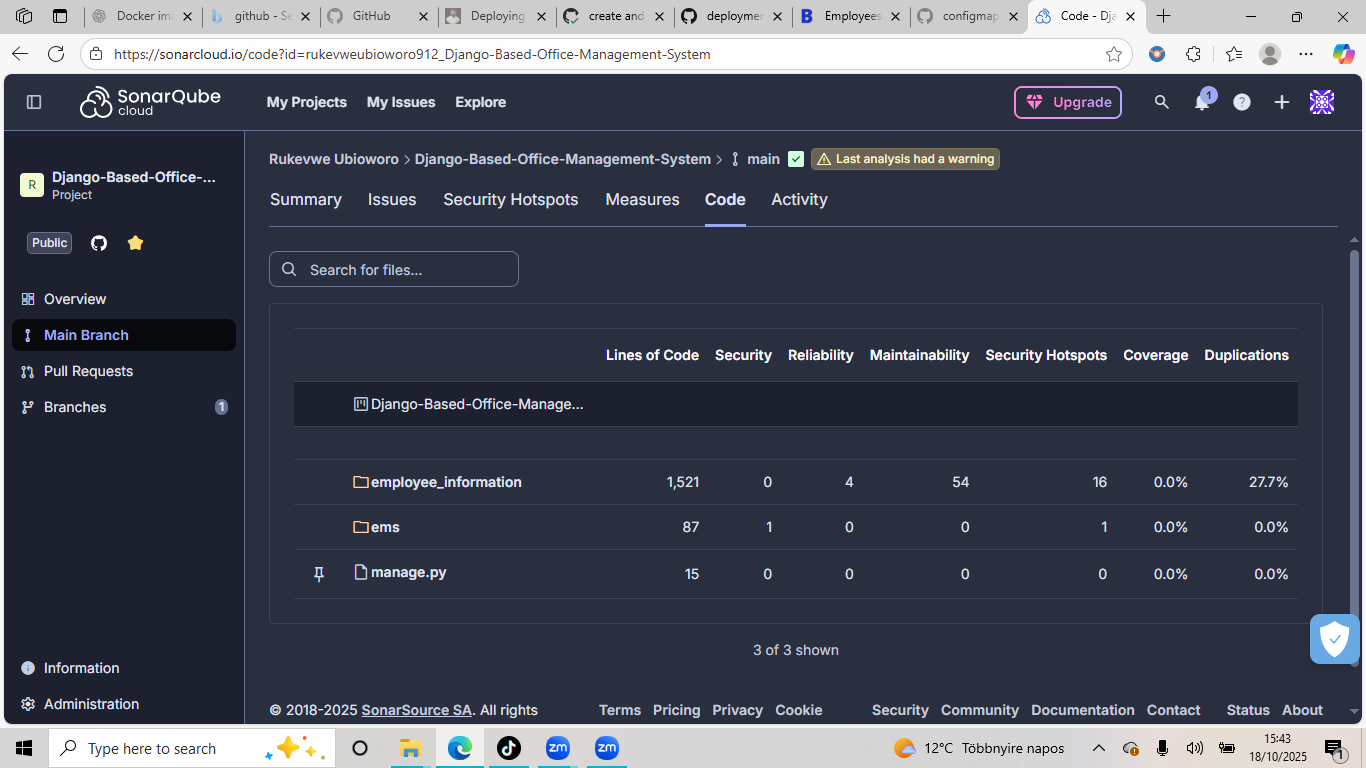 Docker im
github - Se
GitHub
Deploying
create and
deploymer
Employees
configmap
Code - Dja
https://sonarcloud.io/code?id=rukevweubioworo912_Django-Based-Office-Management-System
SonarQube cloud
My Projects
My Issues
Explore
Upgrade
1
R
Django-Based-Office-...
Project
Public
Overview
Main Branch
Pull Requests
Branches
1
Information
Administration
Rukevwe Ubioworo > Django-Based-Office-Management-System > main
Last analysis had a warning
Summary
Issues
Security Hotspots
Measures
Code
Activity
Search for files...
Lines of Code Security Reliability Maintainability Security Hotspots Coverage Duplications
Django-Based-Office-Manage...
employee_information 1,521 0 4 54 16 0.0% 27.7%
ems 87 1 0 0 1 0.0% 0.0%
manage.py 15 0 0 0 0 0.0% 0.0%
3 of 3 shown
© 2018-2025 SonarSource SA. All rights
Terms Pricing Privacy Cookie
Security Community Documentation Contact
Status About
Type here to search
zm
zm
12°C Többnyire napos
15:43
18/10/2025
1